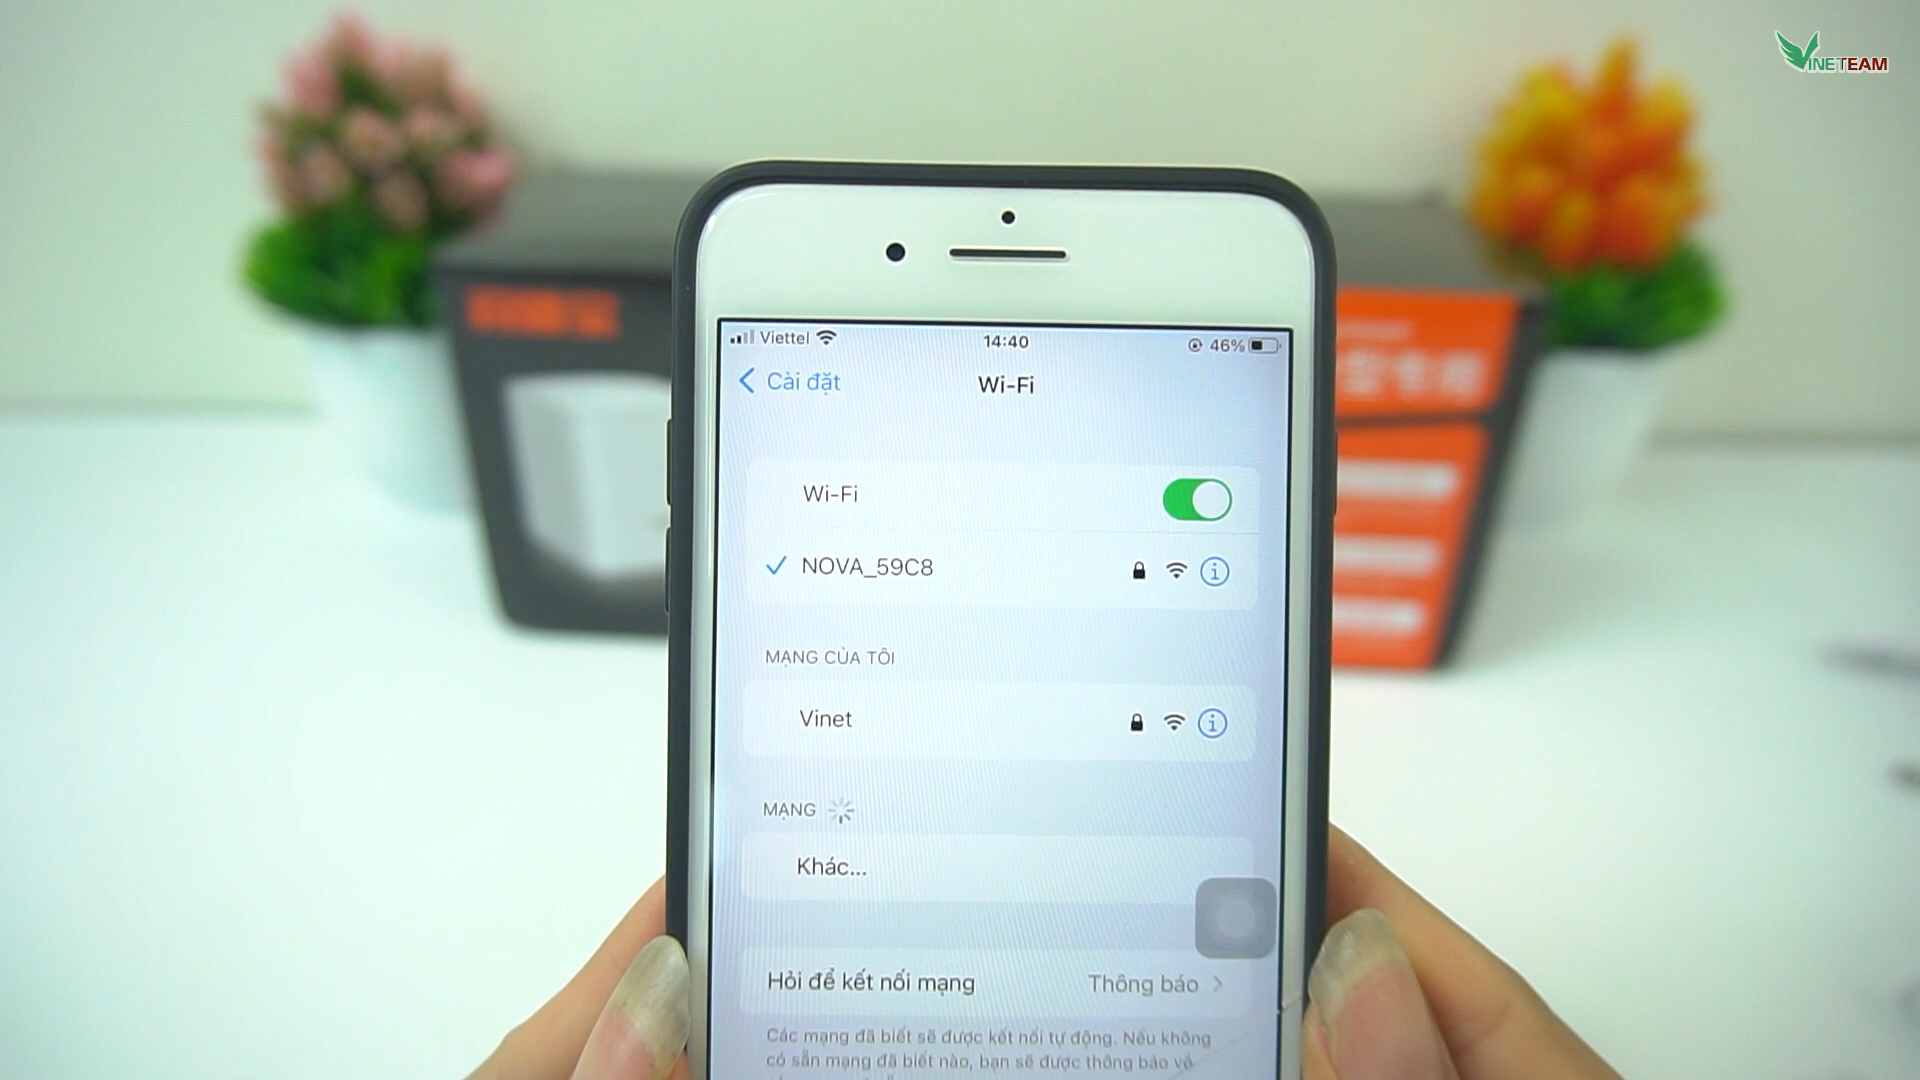 VINETEAM
Viettel 14:40 46%
Cài đặt Wi-Fi
Wi-Fi
NOVA_59C8
MẠNG CỦA TÔI
Vinet
MẠNG
Khác...
Hỏi để kết nối mạng Thông báo
Các mạng đã biết sẽ được kết nối tự động. Nếu không
có sẵn mạng đã biết nào, bạn sẽ được thông báo về